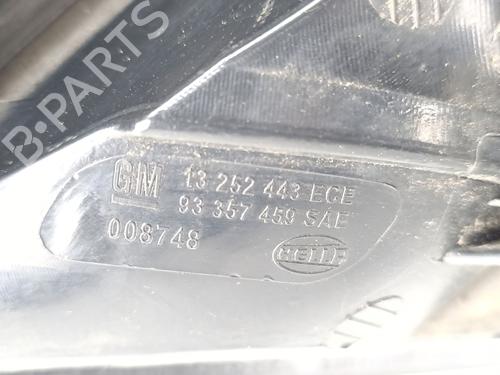 B-PARTS
GM 13 252 443 ECE
93 357 459 SAE
008748
Hella